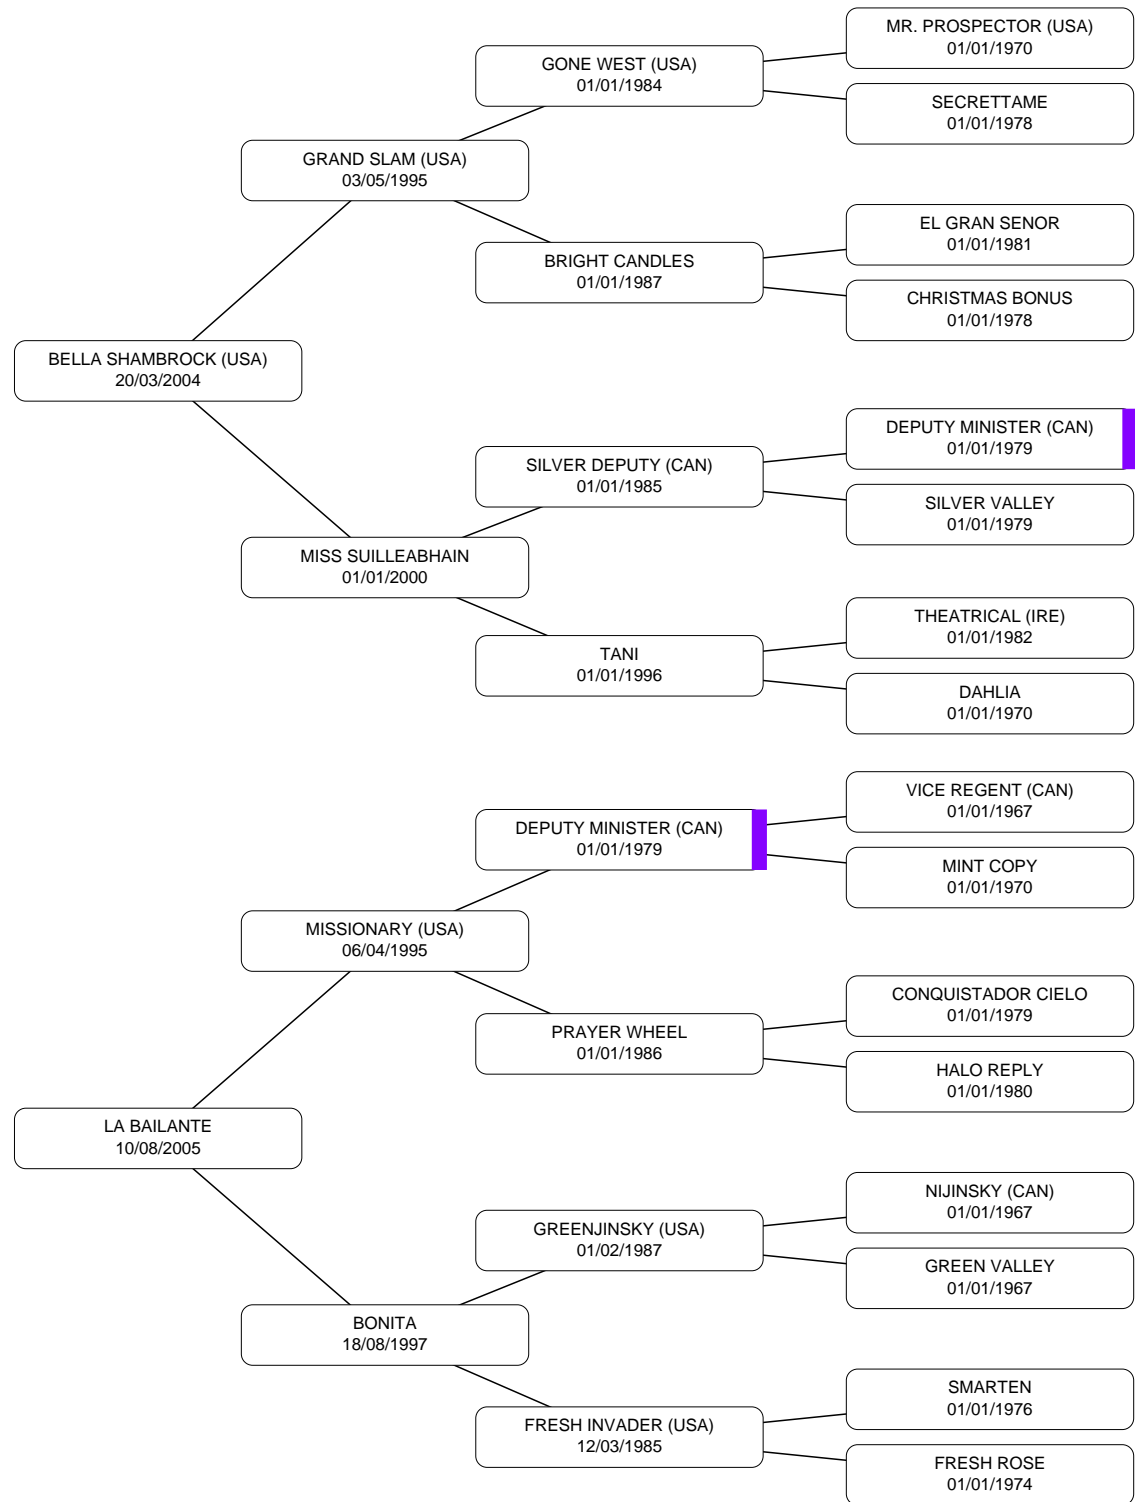 MR. PROSPECTOR (USA)
01/01/1970
GONE WEST (USA)
01/01/1984
SECRETTAME
01/01/1978
GRAND SLAM (USA)
03/05/1995
EL GRAN SENOR
01/01/1981
BRIGHT CANDLES
01/01/1987
CHRISTMAS BONUS
01/01/1978
BELLA SHAMBROCK (USA)
20/03/2004
DEPUTY MINISTER (CAN)
01/01/1979
SILVER DEPUTY (CAN)
01/01/1985
SILVER VALLEY
01/01/1979
MISS SUILLEABHAIN
01/01/2000
THEATRICAL (IRE)
01/01/1982
TANI
01/01/1996
DAHLIA
01/01/1970
VICE REGENT (CAN)
01/01/1967
DEPUTY MINISTER (CAN)
01/01/1979
MINT COPY
01/01/1970
MISSIONARY (USA)
06/04/1995
CONQUISTADOR CIELO
01/01/1979
PRAYER WHEEL
01/01/1986
HALO REPLY
01/01/1980
LA BAILANTE
10/08/2005
NIJINSKY (CAN)
01/01/1967
GREENJINSKY (USA)
01/02/1987
GREEN VALLEY
01/01/1967
BONITA
18/08/1997
SMARTEN
01/01/1976
FRESH INVADER (USA)
12/03/1985
FRESH ROSE
01/01/1974